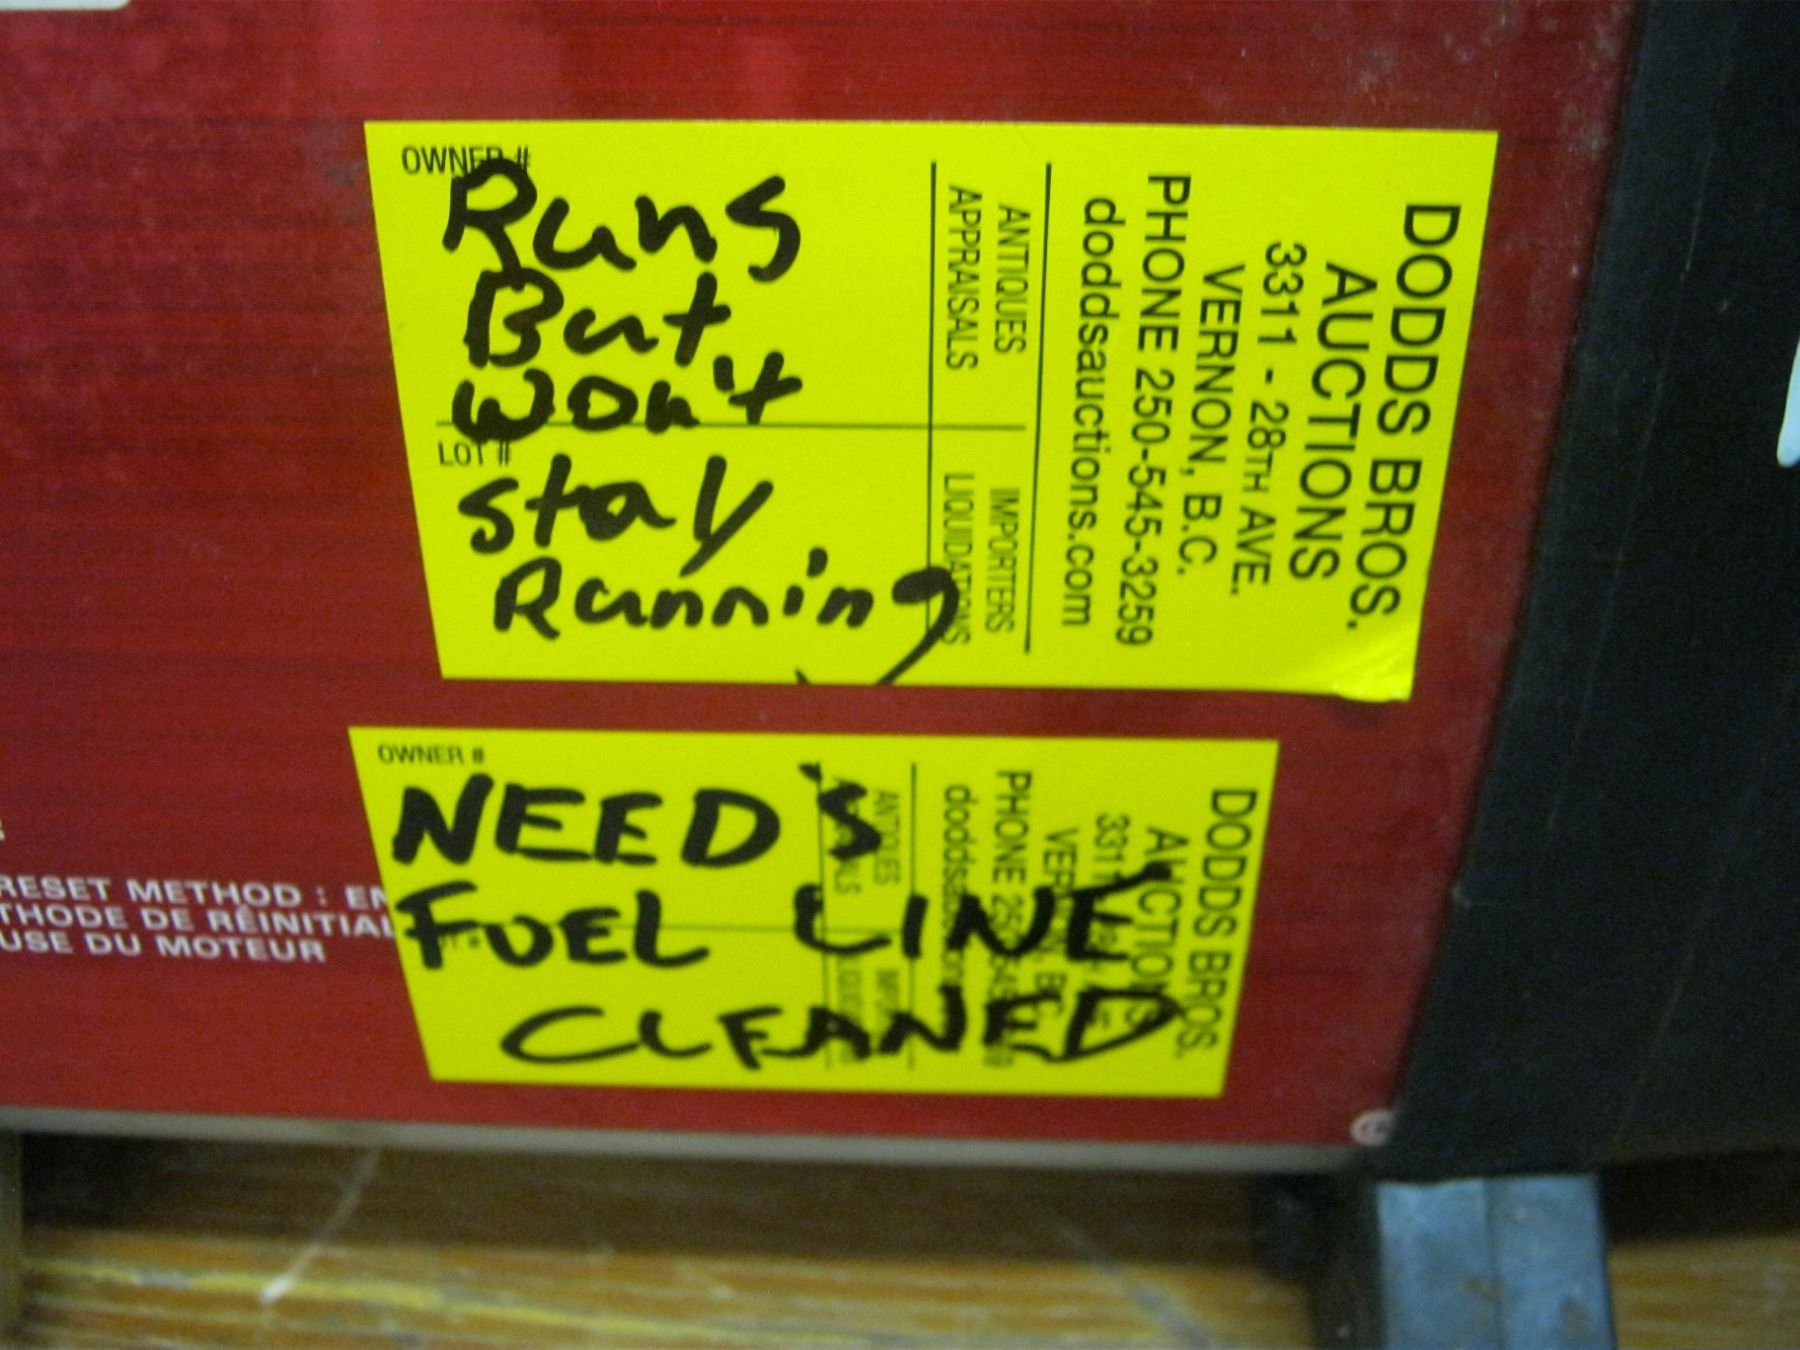 OWNER #
Runs
But
won't
LOT #
stay
Running
ANTIQUES IMPORTERS
APPRAISALS LIQUIDATIONS
DODDS BROS.
AUCTIONS
3311 - 28TH AVE.
VERNON, B.C.
PHONE 250-545-3259
doddsauctions.com
OWNER #
NEED'S
FUEL LINE
CLEANED
DODDS BROS.
AUCTIONS
RESET METHOD : EN
THODE DE RÉINITIAL
USE DU MOTEUR